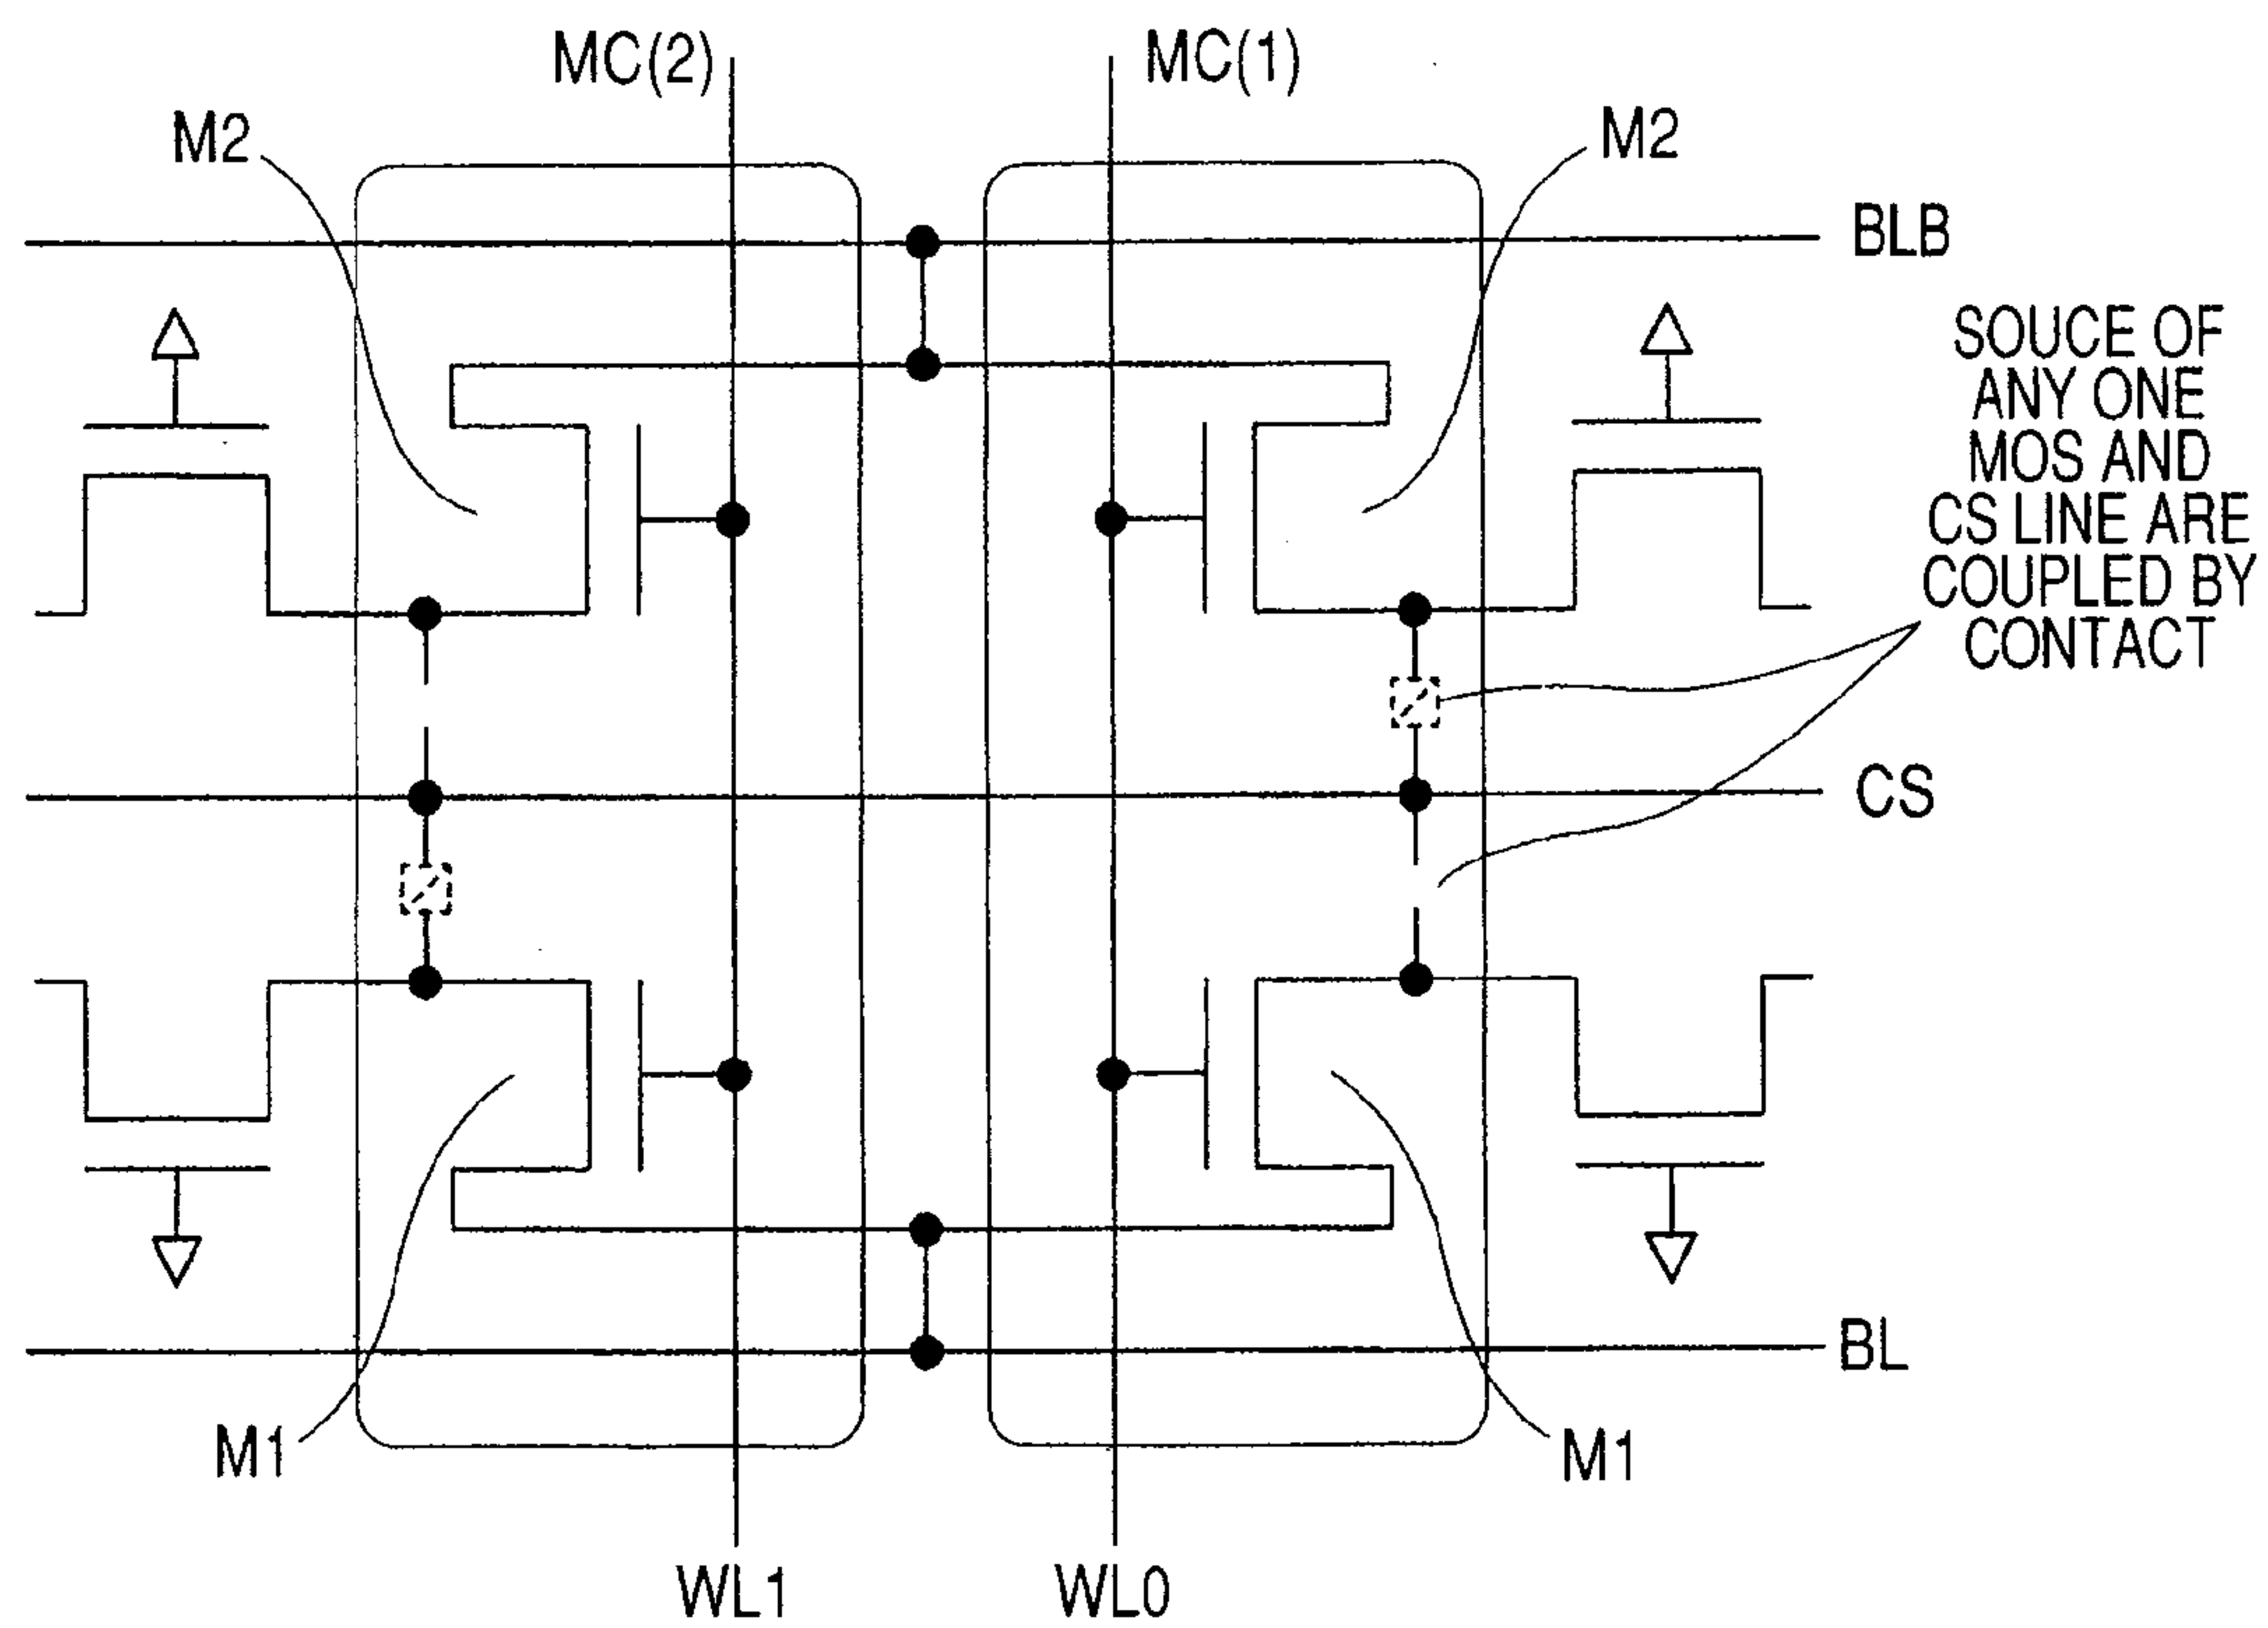 MC(2)
MC(1)
M2
M2
BLB
SOUCE OF
ANY ONE
MOS AND
CS LINE ARE
COUPLED BY
CONTACT
CS
BL
M1
M1
WL1
WL0